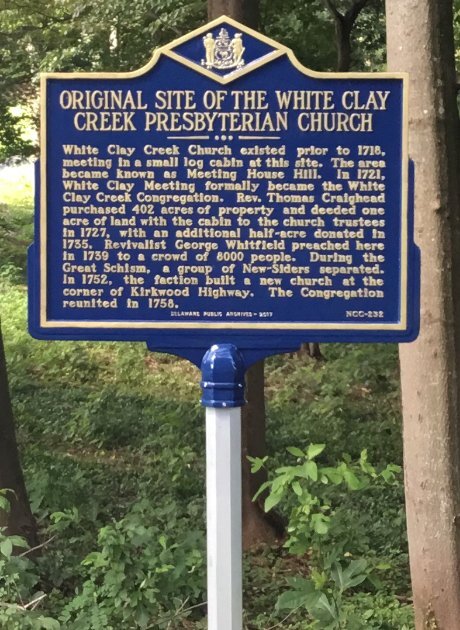 ORIGINAL SITE OF THE WHITE CLAY
CREEK PRESBYTERIAN CHURCH
White Clay Creek Church existed prior to 1718,
meeting in a small log cabin at this site. The area
became known as Meeting House Hill. In 1721,
White Clay Meeting formally became the White
Clay Creek Congregation. Rev. Thomas Craighead
purchased 402 acres of property and deeded one
acre of land with the cabin to the church trustees
in 1727, with an additional half-acre donated in
1735. Revivalist George Whitfield preached here
in 1739 to a crowd of 8000 people. During the
Great Schism, a group of New-Siders separated.
In 1752, the faction built a new church at the
corner of Kirkwood Highway. The Congregation
reunited in 1758.
DELAWARE PUBLIC ARCHIVES - 2017
NCC-232